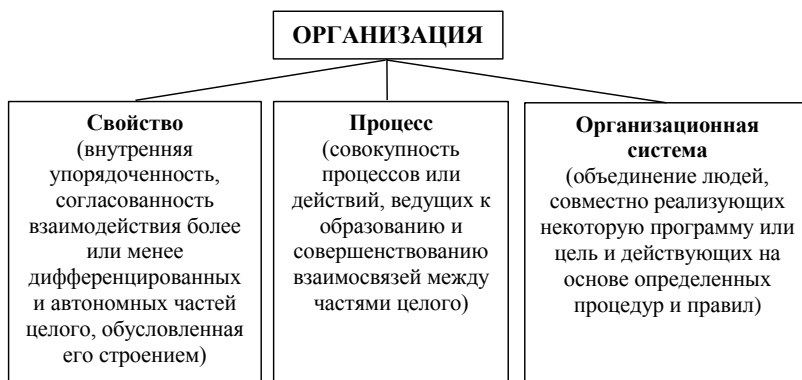 ОРГАНИЗАЦИЯ
Свойство
(внутренняя
упорядоченность,
согласованность
взаимодействия более
или менее
дифференцированных
и автономных частей
целого, обусловленная
его строением)
Процесс
(совокупность
процессов или
действий, ведущих к
образованию и
совершенствованию
взаимосвязей между
частями целого)
Организационная
система
(объединение людей,
совместно реализующих
некоторую программу или
цель и действующих на
основе определенных
процедур и правил)